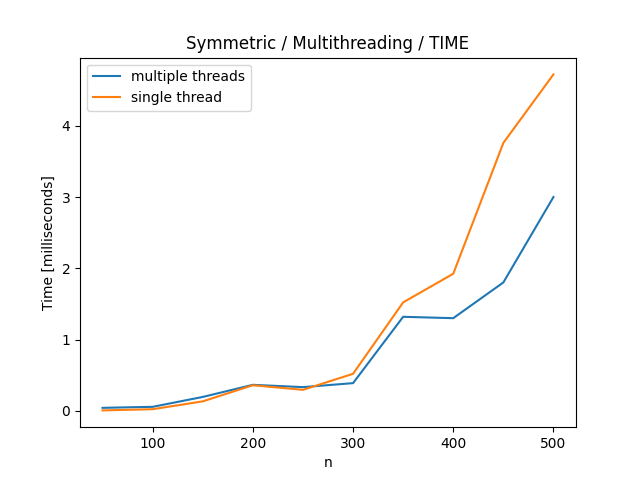 Symmetric / Multithreading / TIME
multiple threads
single thread
Time [milliseconds]
4
3
2
1
0
100 200 300 400 500
n